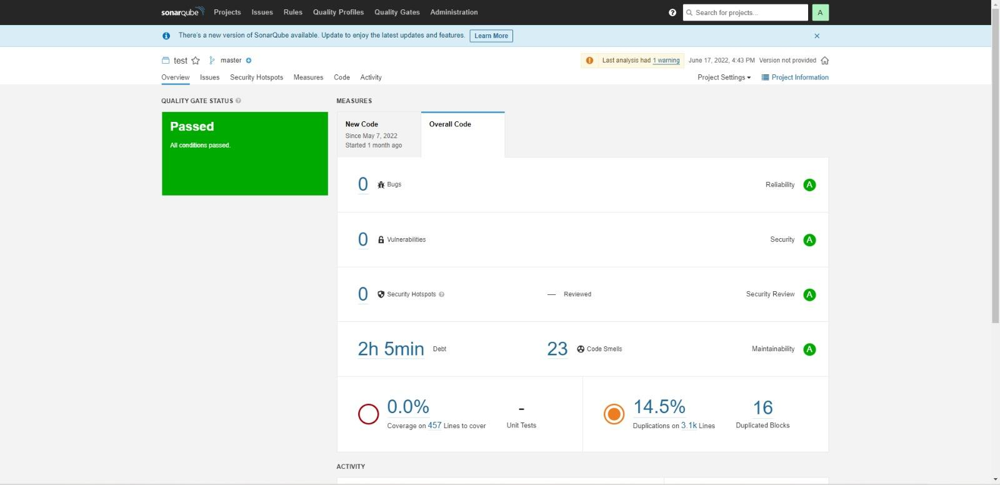 sonarqube Projects Issues Rules Quality Profiles Quality Gates Administration ? Search for projects... A
There's a new version of SonarQube available. Update to enjoy the latest updates and features. Learn More
test master Last analysis had 1 warning June 17, 2022, 4:43 PM Version not provided
Overview Issues Security Hotspots Measures Code Activity Project Settings Project Information
QUALITY GATE STATUS ?
Passed
All conditions passed.
MEASURES
New Code
Since May 7, 2022
Started 1 month ago
Overall Code
0 Bugs Reliability A
0 Vulnerabilities Security A
0 Security Hotspots ? — Reviewed Security Review A
2h 5min Debt 23 Code Smells Maintainability A
0.0%
Coverage on 457 Lines to cover
-
Unit Tests
14.5%
Duplications on 3.1k Lines
16
Duplicated Blocks
ACTIVITY